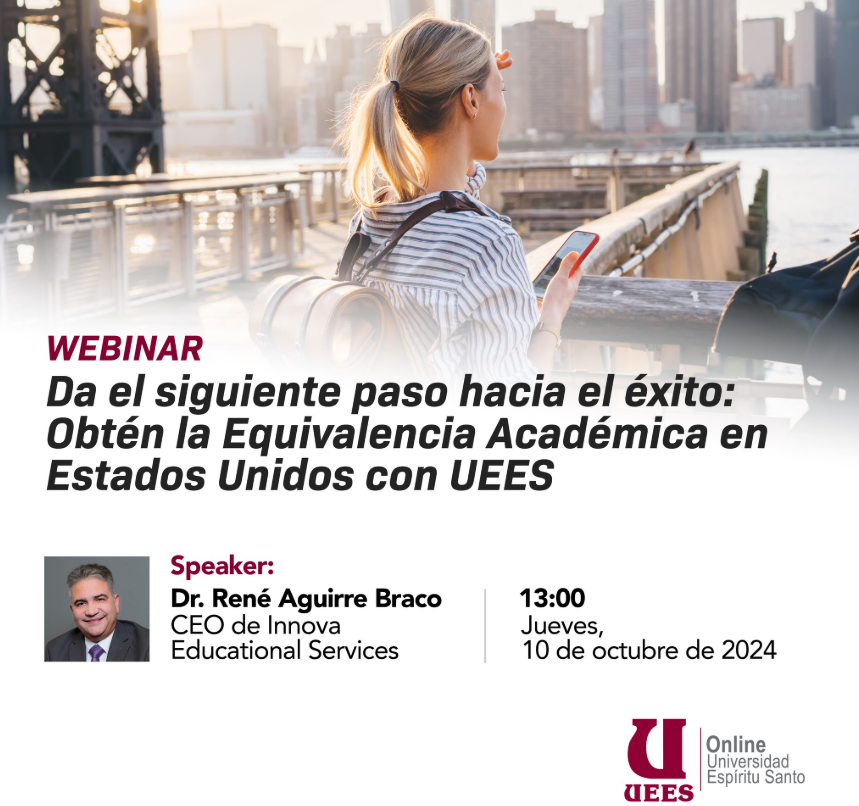 WEBINAR
Da el siguiente paso hacia el éxito:
Obtén la Equivalencia Académica en
Estados Unidos con UEES
Speaker:
Dr. René Aguirre Braco
CEO de Innova
Educational Services
13:00
Jueves,
10 de octubre de 2024
U
UEES
Online
Universidad
Espíritu Santo